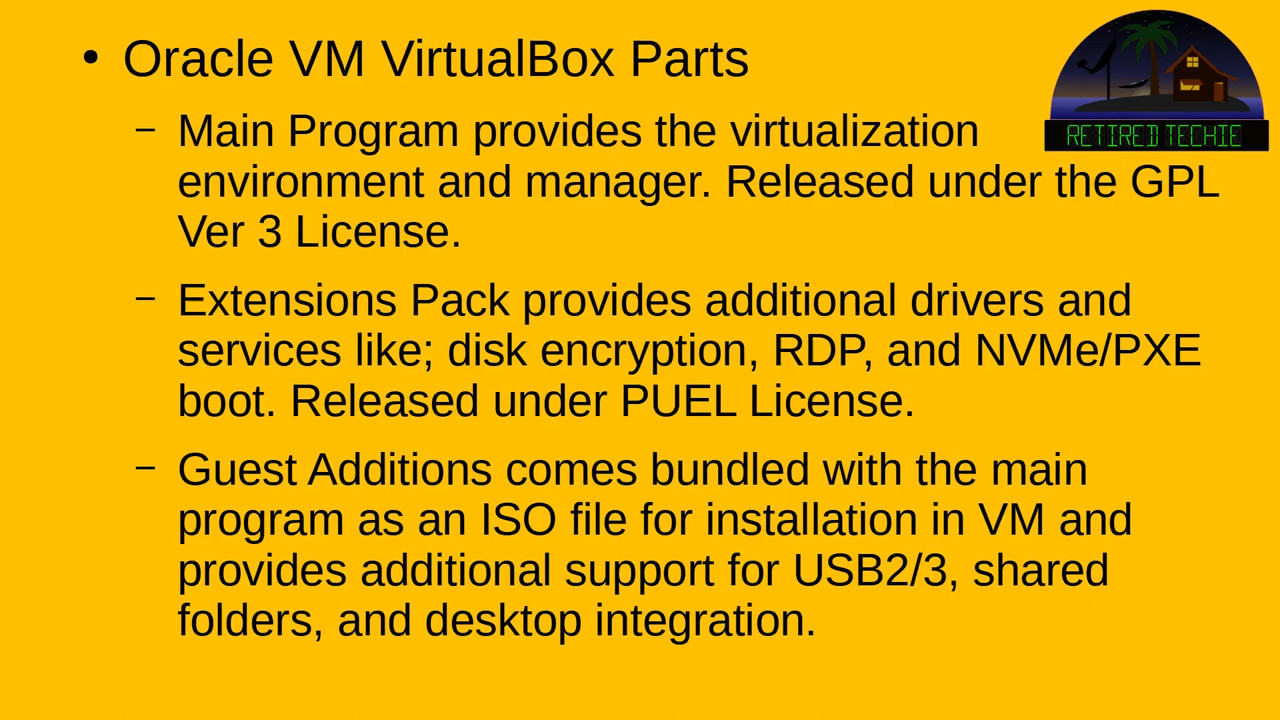 • Oracle VM VirtualBox Parts
– Main Program provides the virtualization
environment and manager. Released under the GPL
Ver 3 License.
– Extensions Pack provides additional drivers and
services like; disk encryption, RDP, and NVMe/PXE
boot. Released under PUEL License.
– Guest Additions comes bundled with the main
program as an ISO file for installation in VM and
provides additional support for USB2/3, shared
folders, and desktop integration.
RETIRED TECHIE